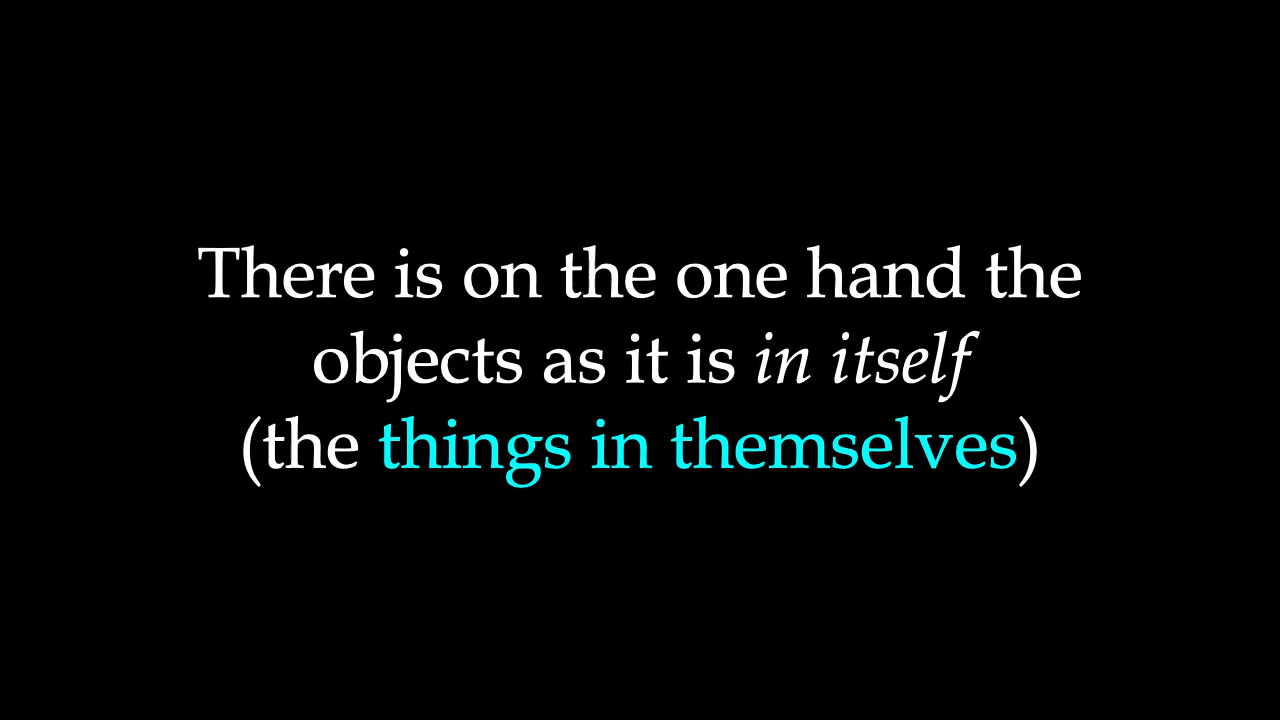 There is on the one hand the
objects as it is in itself
(the things in themselves)